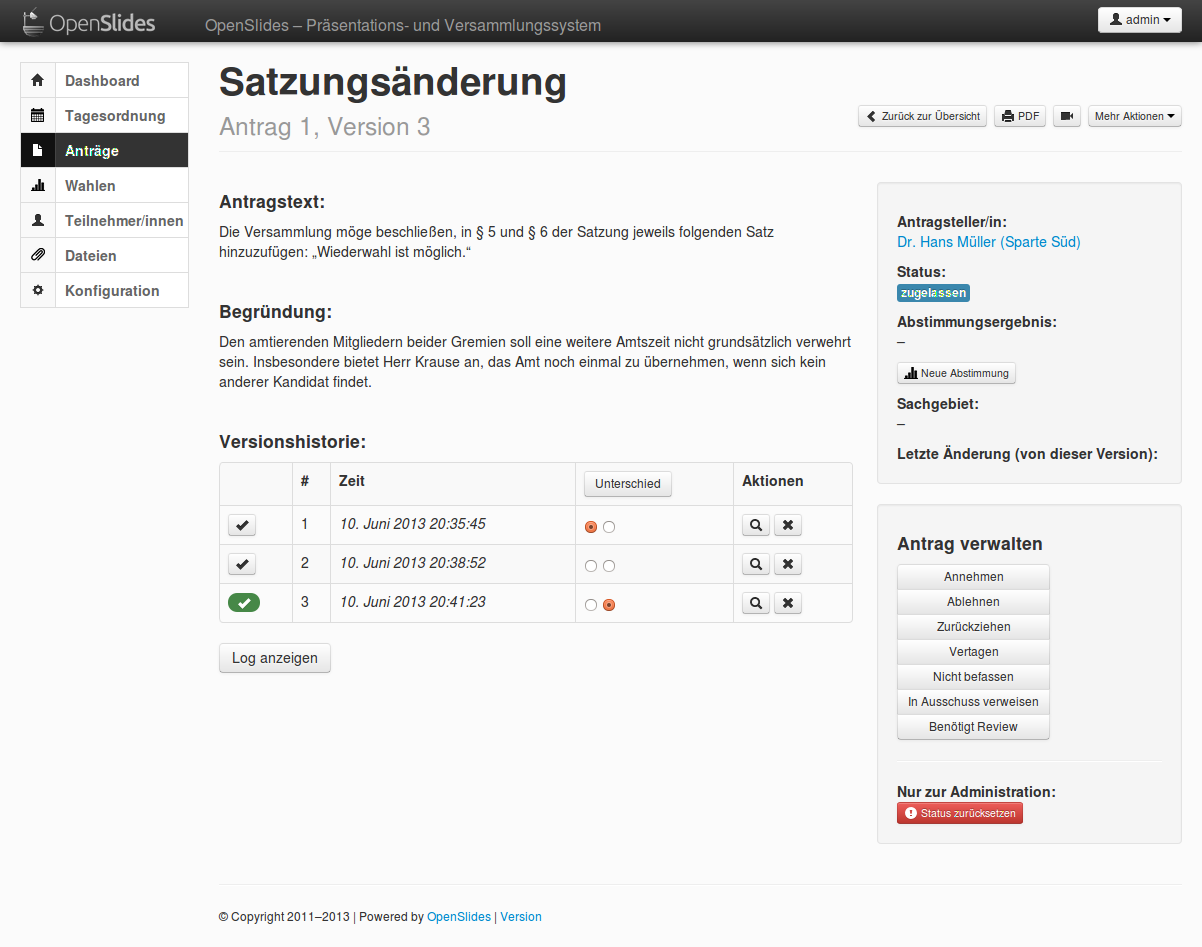 OpenSlides
OpenSlides – Präsentations- und Versammlungssystem
admin
Dashboard
Tagesordnung
Anträge
Wahlen
Teilnehmer/innen
Dateien
Konfiguration
Satzungsänderung
Antrag 1, Version 3
Zurück zur Übersicht
PDF
Mehr Aktionen
Antragstext:
Die Versammlung möge beschließen, in § 5 und § 6 der Satzung jeweils folgenden Satz
hinzuzufügen: „Wiederwahl ist möglich.“
Begründung:
Den amtierenden Mitgliedern beider Gremien soll eine weitere Amtszeit nicht grundsätzlich verwehrt
sein. Insbesondere bietet Herr Krause an, das Amt noch einmal zu übernehmen, wenn sich kein
anderer Kandidat findet.
Versionshistorie:
# Zeit Unterschied Aktionen
1 10. Juni 2013 20:35:45
2 10. Juni 2013 20:38:52
3 10. Juni 2013 20:41:23
Log anzeigen
Antragsteller/in:
Dr. Hans Müller (Sparte Süd)
Status:
zugelassen
Abstimmungsergebnis:
–
Neue Abstimmung
Sachgebiet:
–
Letzte Änderung (von dieser Version):
Antrag verwalten
Annehmen
Ablehnen
Zurückziehen
Vertagen
Nicht befassen
In Ausschuss verweisen
Benötigt Review
Nur zur Administration:
Status zurücksetzen
© Copyright 2011–2013 | Powered by OpenSlides | Version